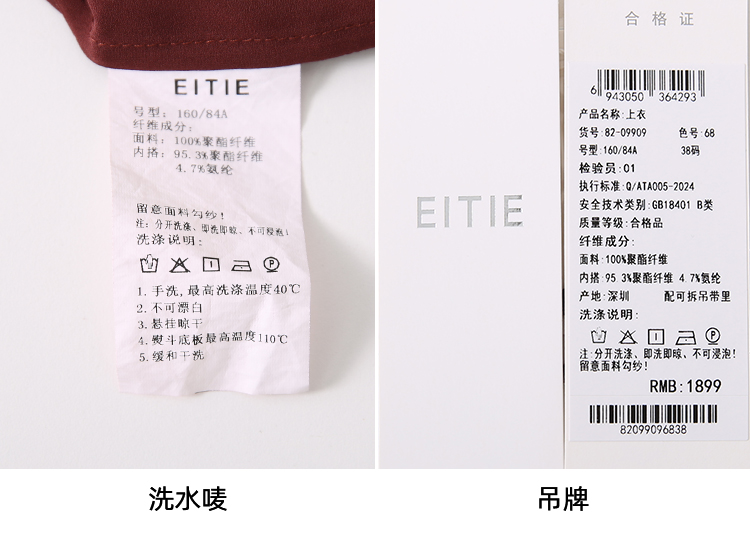 EITIE
号型: 160/84A
纤维成分:
面料: 100%聚酯纤维
内搭: 95.3%聚酯纤维
4.7%氨纶
留意面料勾纱!
注: 分开洗涤、即洗即晾、不可浸泡!
洗涤说明:
1. 手洗,最高洗涤温度40℃
2. 不可漂白
3. 悬挂晾干
4. 熨斗底板最高温度110℃
5. 缓和干洗
洗水唛
EITIE
合格证
6 943050 364293
产品名称:上衣
货号:82-09909 色号:68
号型:160/84A 38码
检验员:01
执行标准:Q/ATA005-2024
安全技术类别:GB18401 B类
质量等级:合格品
纤维成分:
面料:100%聚酯纤维
内搭:95.3%聚酯纤维 4.7%氨纶
产地:深圳 配可拆吊带里
洗涤说明:
注:分开洗涤、即洗即晾、不可浸泡!
留意面料勾纱!
RMB:1899
82099096838
吊牌